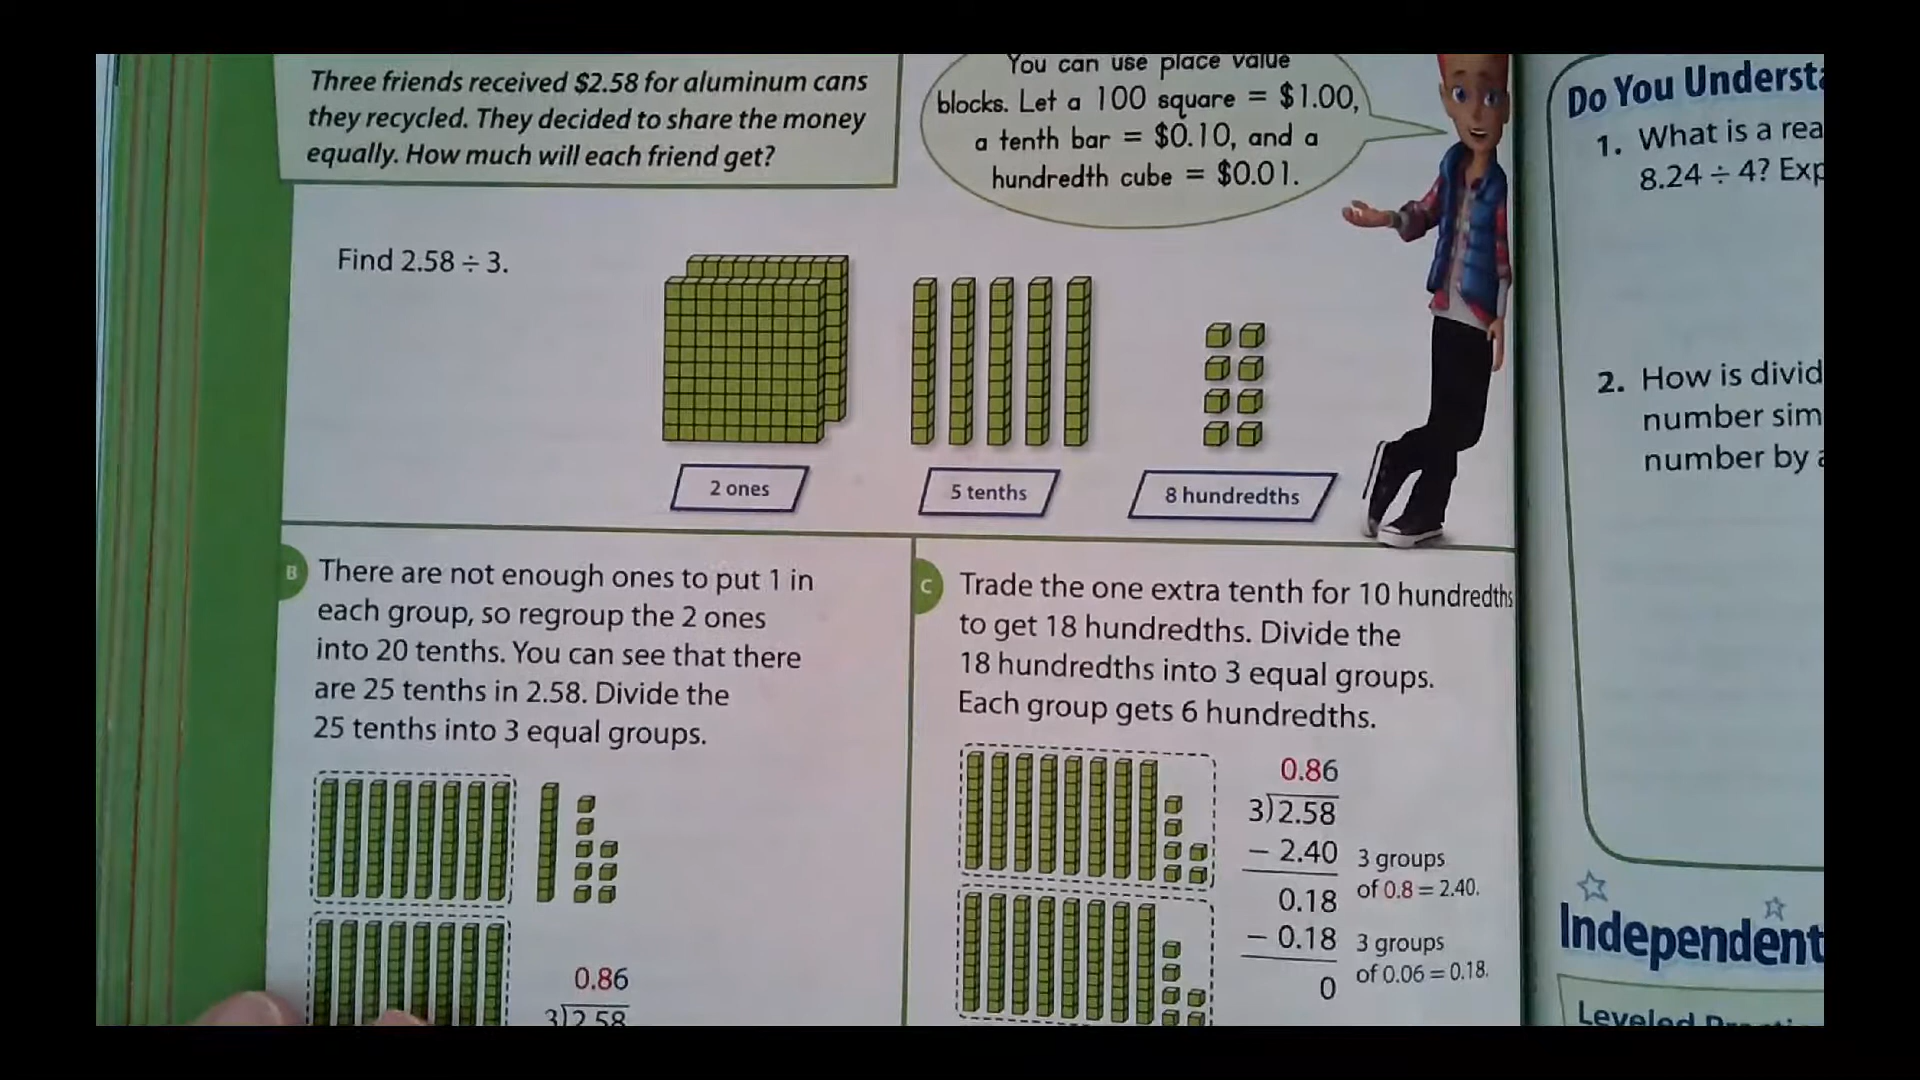 Three friends received $2.58 for aluminum cans
they recycled. They decided to share the money
equally. How much will each friend get?
You can use place value
blocks. Let a 100 square = $1.00,
a tenth bar = $0.10, and a
hundredth cube = $0.01.
Find 2.58 ÷ 3.
2 ones
5 tenths
8 hundredths
B There are not enough ones to put 1 in
each group, so regroup the 2 ones
into 20 tenths. You can see that there
are 25 tenths in 2.58. Divide the
25 tenths into 3 equal groups.
0.86
3)2.58
C Trade the one extra tenth for 10 hundredths
to get 18 hundredths. Divide the
18 hundredths into 3 equal groups.
Each group gets 6 hundredths.
0.86
3)2.58
− 2.40 3 groups
of 0.8 = 2.40.
0.18
− 0.18 3 groups
of 0.06 = 0.18.
0
Do You
1. What is a
8.24 ÷ 4?
2. How is
number
number by
Independent
Leveled